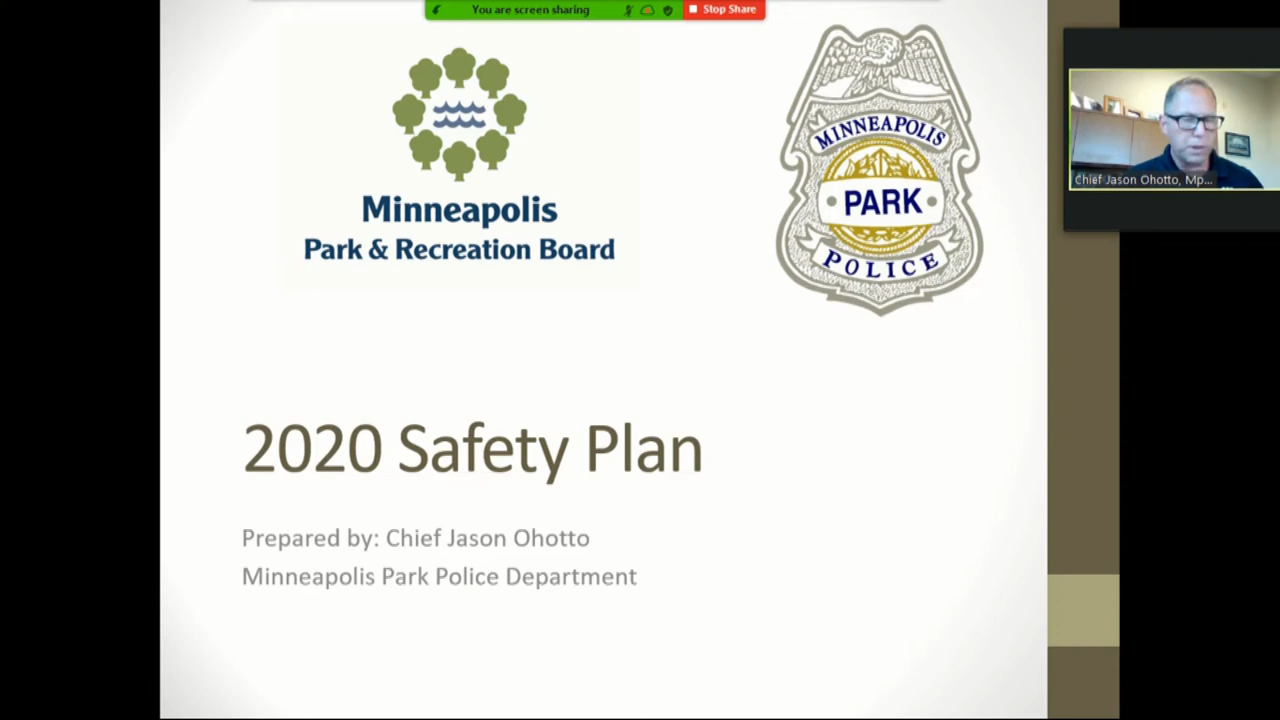 You are screen sharing
Stop Share
Minneapolis
Park & Recreation Board
MINNEAPOLIS
PARK
POLICE
Chief Jason Ohotto, Mp...
2020 Safety Plan
Prepared by: Chief Jason Ohotto
Minneapolis Park Police Department